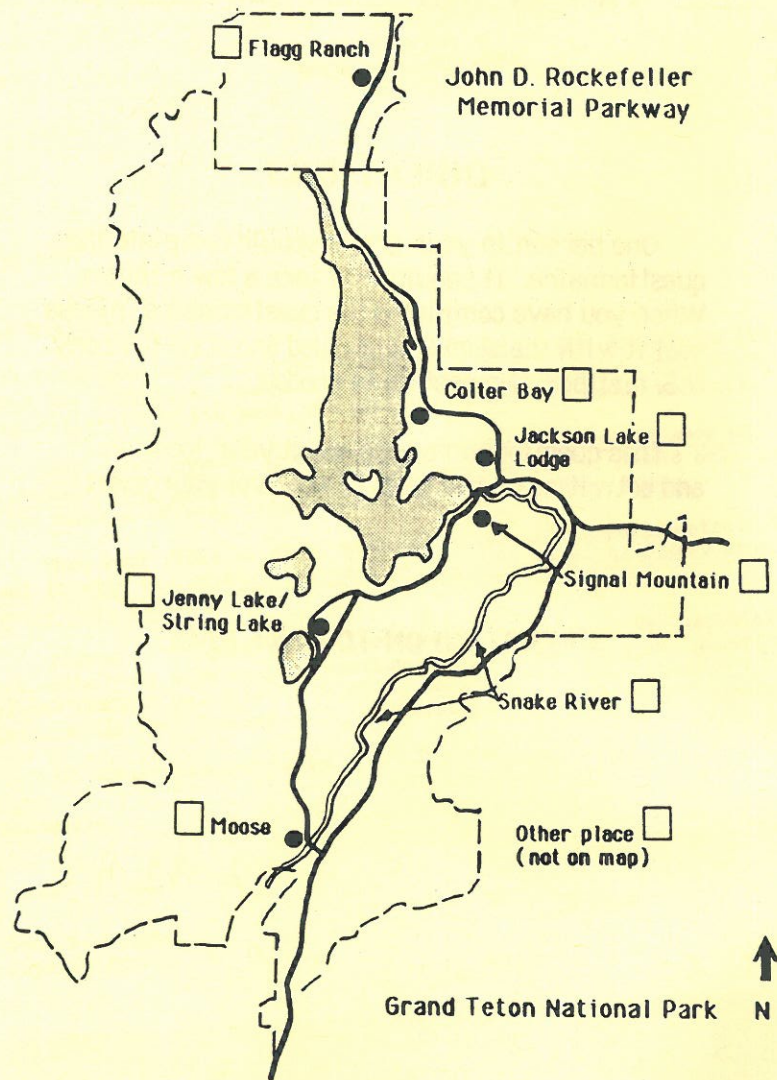 Flagg Ranch
John D. Rockefeller
Memorial Parkway
Colter Bay
Jackson Lake
Lodge
Signal Mountain
Jenny Lake/
String Lake
Snake River
Moose
Other place
(not on map)
Grand Teton National Park N